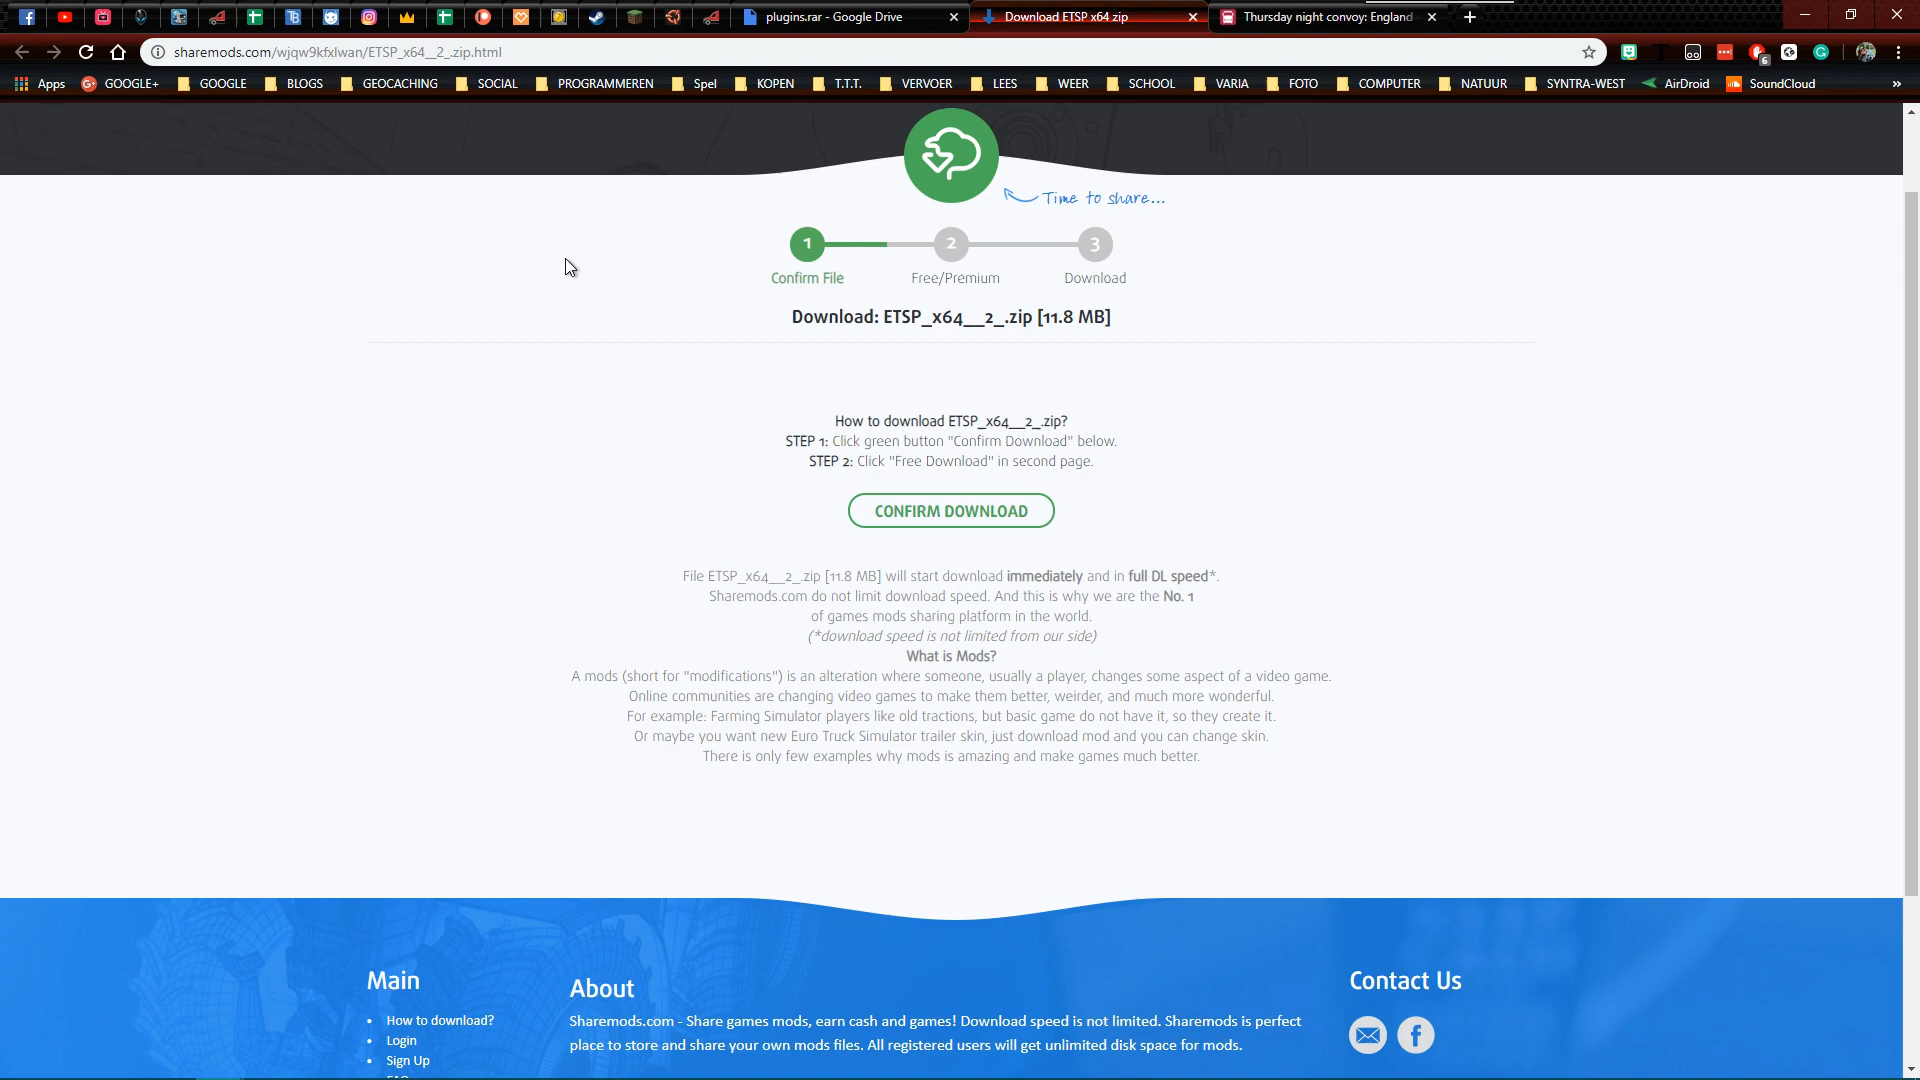 plugins.rar - Google Drive
Download ETSP x64 zip
Thursday night convoy: England
sharemods.com/wjqw9kfxlwan/ETSP_x64__2_.zip.html
6
Apps GOOGLE+ GOOGLE BLOGS GEOCACHING SOCIAL PROGRAMMEREN Spel KOPEN T.T.T. VERVOER LEES WEER SCHOOL VARIA FOTO COMPUTER NATUUR SYNTRA-WEST AirDroid SoundCloud »
Time to share...
1 2 3
Confirm File Free/Premium Download
Download: ETSP_x64__2_.zip [11.8 MB]
How to download ETSP_x64__2_.zip?
STEP 1: Click green button "Confirm Download" below.
STEP 2: Click "Free Download" in second page.
CONFIRM DOWNLOAD
File ETSP_x64__2_.zip [11.8 MB] will start download immediately and in full DL speed*.
Sharemods.com do not limit download speed. And this is why we are the No. 1
of games mods sharing platform in the world.
(*download speed is not limited from our side)
What is Mods?
A mods (short for "modifications") is an alteration where someone, usually a player, changes some aspect of a video game.
Online communities are changing video games to make them better, weirder, and much more wonderful.
For example: Farming Simulator players like old tractions, but basic game do not have it, so they create it.
Or maybe you want new Euro Truck Simulator trailer skin, just download mod and you can change skin.
There is only few examples why mods is amazing and make games much better.
Main
How to download?
Login
Sign Up
About
Sharemods.com - Share games mods, earn cash and games! Download speed is not limited. Sharemods is perfect
place to store and share your own mods files. All registered users will get unlimited disk space for mods.
Contact Us